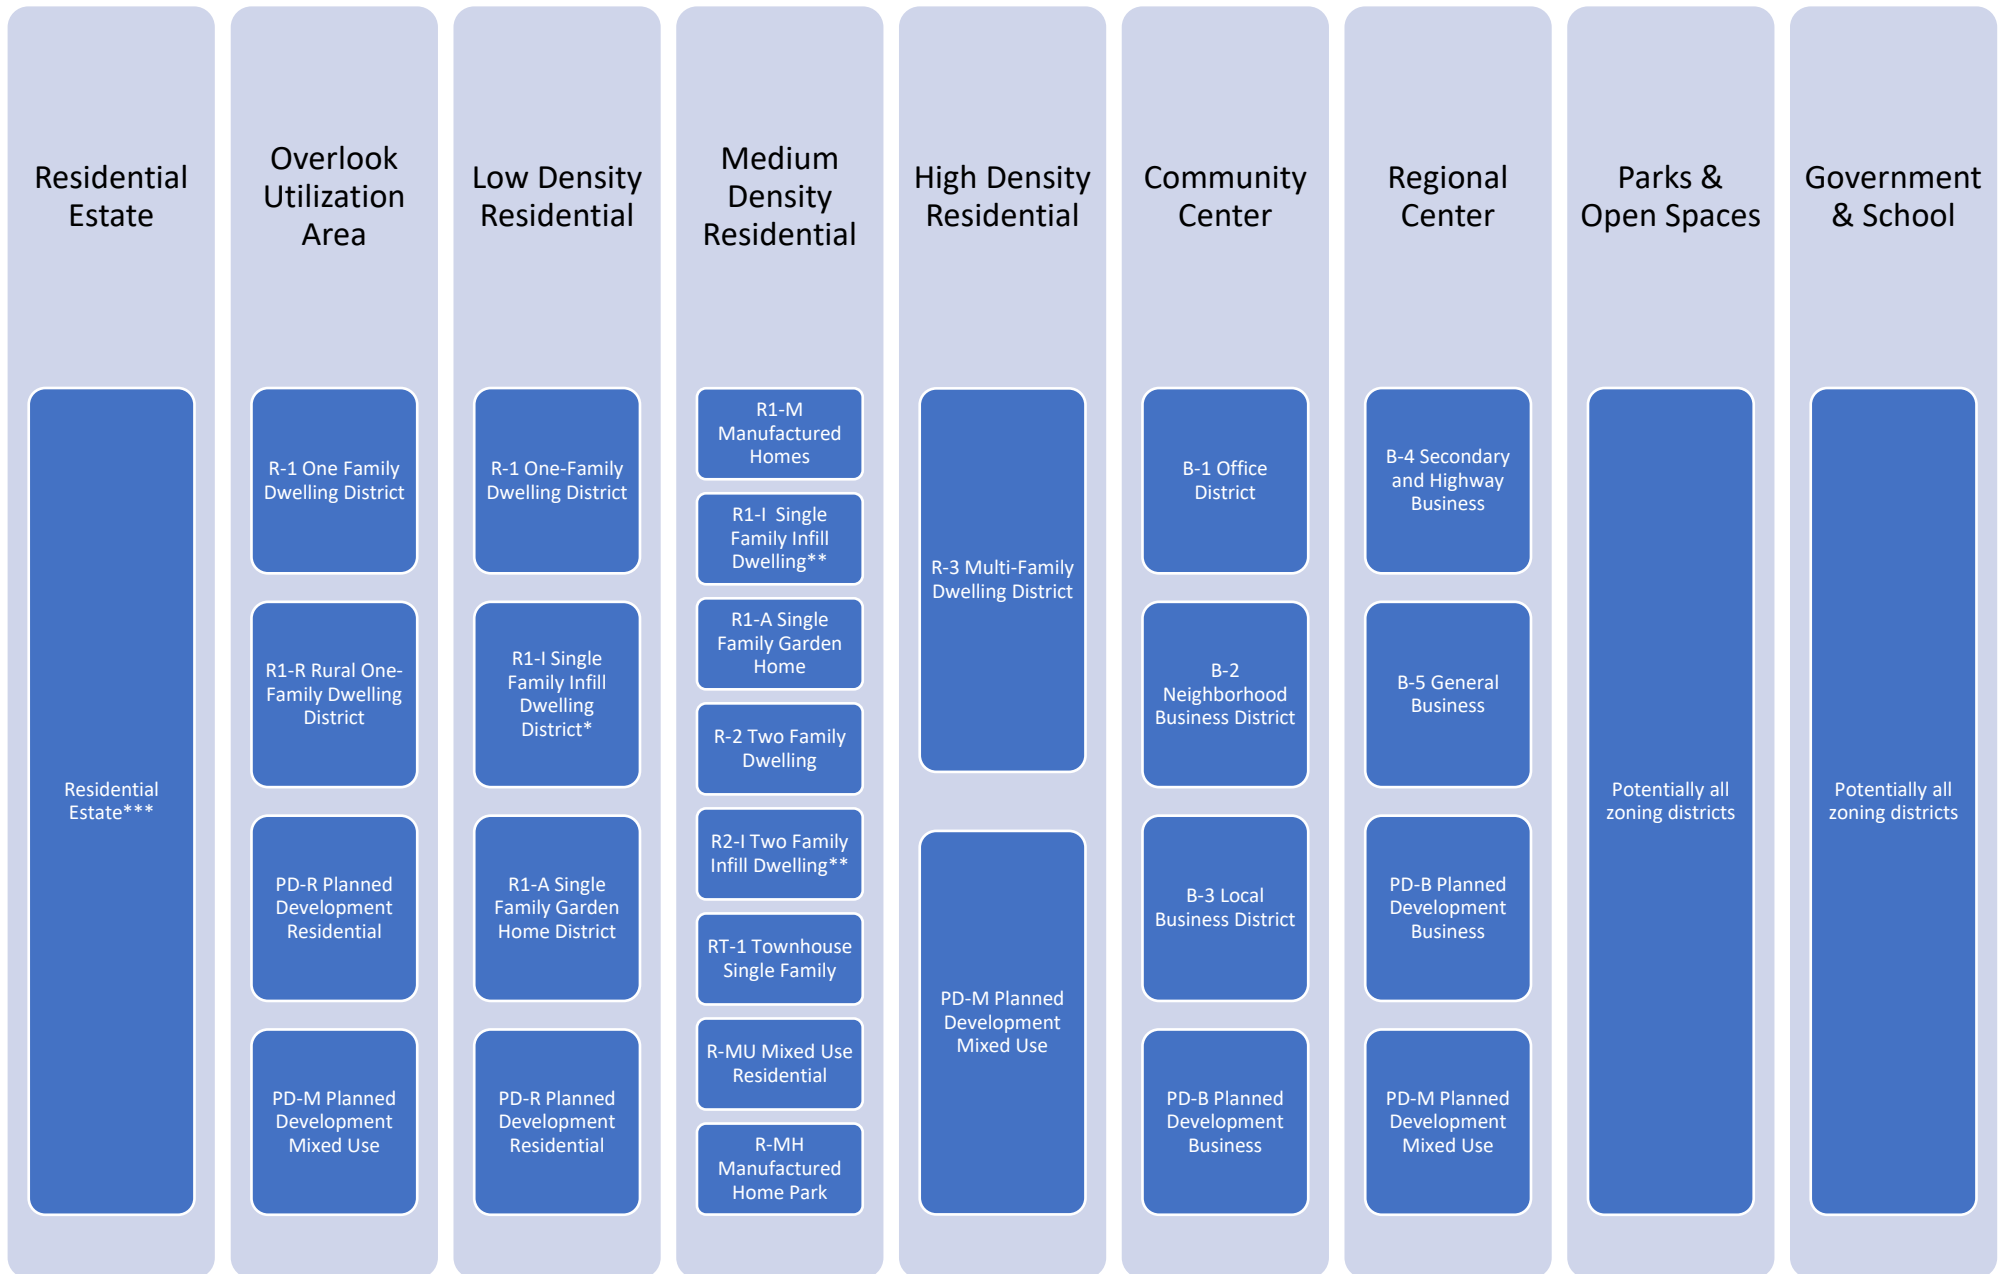 Residential
Estate
Residential
Estate***
Overlook
Utilization
Area
R-1 One Family
Dwelling District
R1-R Rural One-
Family Dwelling
District
PD-R Planned
Development
Residential
PD-M Planned
Development
Mixed Use
Low Density
Residential
R-1 One-Family
Dwelling District
R1-I Single
Family Infill
Dwelling
District*
R1-A Single
Family Garden
Home District
PD-R Planned
Development
Residential
Medium
Density
Residential
R1-M
Manufactured
Homes
R1-I  Single
Family Infill
Dwelling**
R1-A Single
Family Garden
Home
R-2 Two Family
Dwelling
R2-I Two Family
Infill Dwelling**
RT-1 Townhouse
Single Family
R-MU Mixed Use
Residential
R-MH
Manufactured
Home Park
High Density
Residential
R-3 Multi-Family
Dwelling District
PD-M Planned
Development
Mixed Use
Community
Center
B-1 Office
District
B-2
Neighborhood
Business District
B-3 Local
Business District
PD-B Planned
Development
Business
Regional
Center
B-4 Secondary
and Highway
Business
B-5 General
Business
PD-B Planned
Development
Business
PD-M Planned
Development
Mixed Use
Parks &
Open Spaces
Potentially all
zoning districts
Government
& School
Potentially all
zoning districts